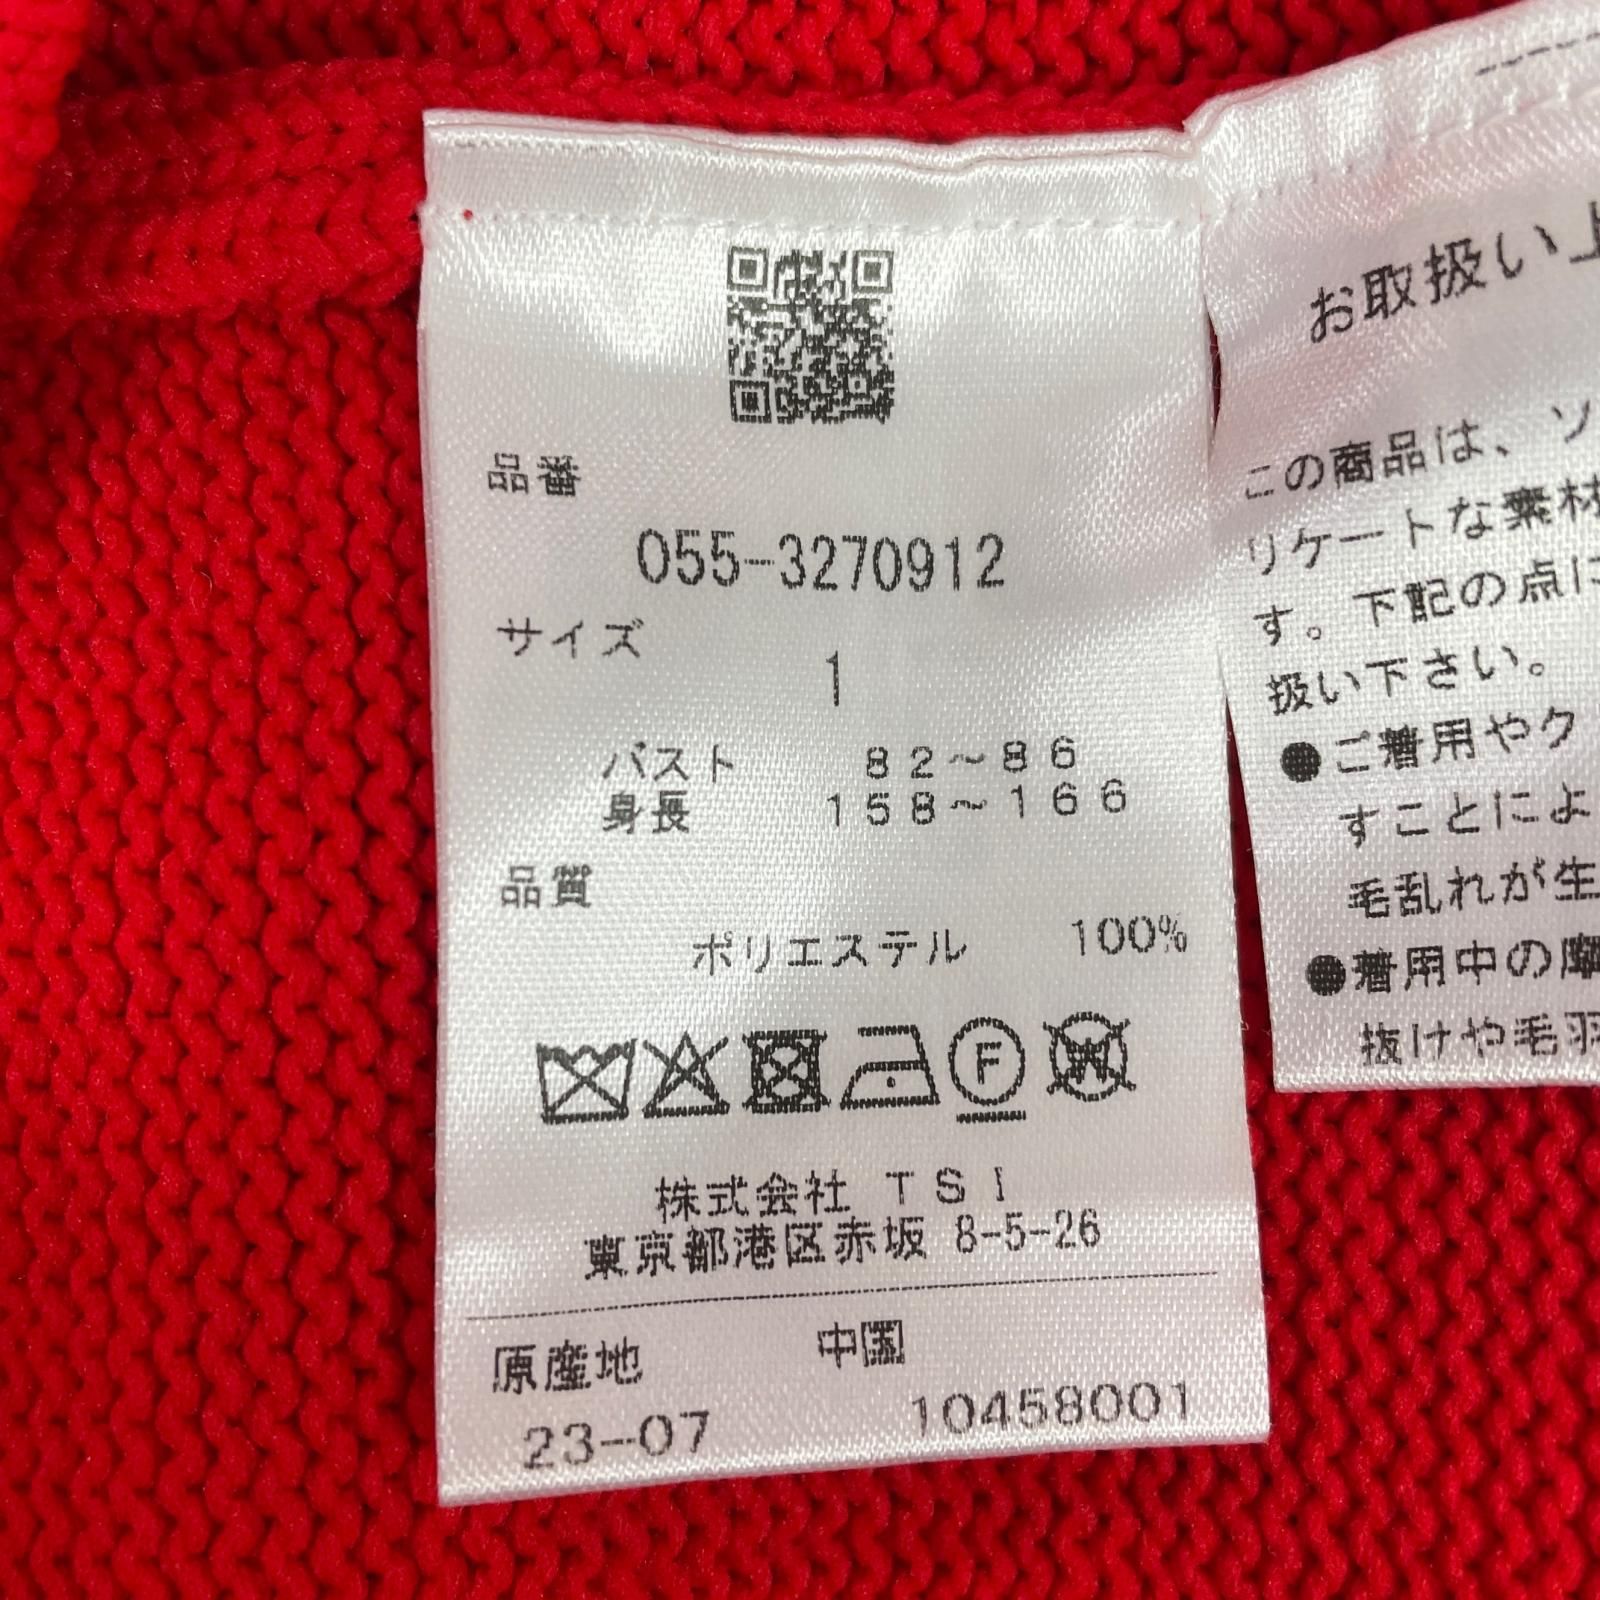 品番
055-3270912
サイズ
1
バスト 82～86
身長 158～166
品質
ポリエステル 100%
F
W
株式会社 TSI
東京都港区赤坂 8-5-26
原産地 中国
23-07 10458001
お取扱い上
この商品は、ソ
リケートな素材
す。下記の点に
扱い下さい。
●ご着用やク
すことによ
毛乱れが生
●着用中の摩
抜けや毛羽